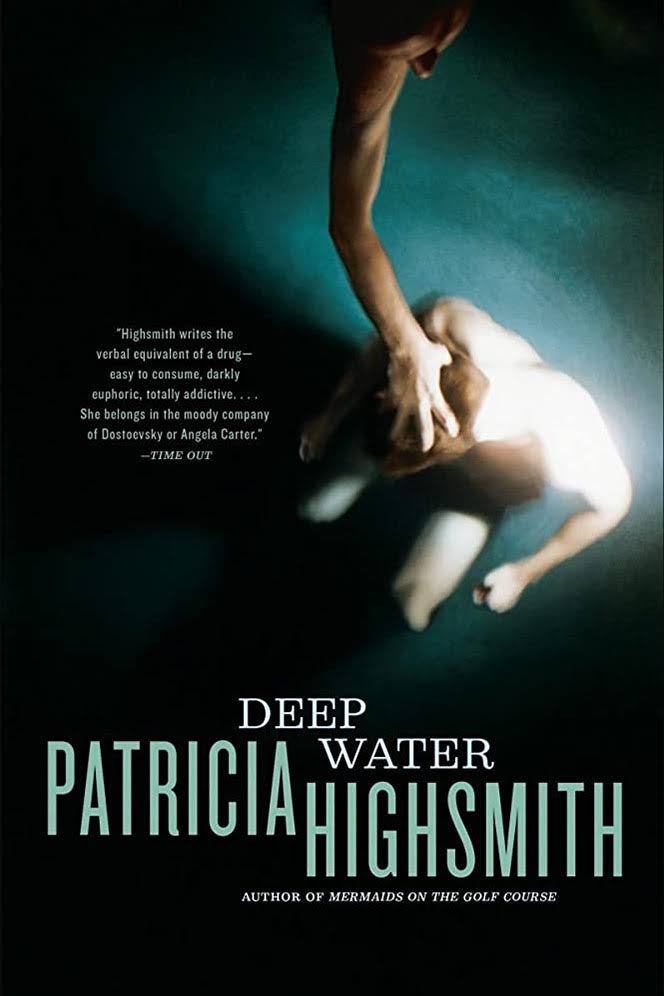 "Highsmith writes the
verbal equivalent of a drug—
easy to consume, darkly
euphoric, totally addictive. . . .
She belongs in the moody company
of Dostoevsky or Angela Carter."
—TIME OUT
DEEP
WATER
PATRICIA
HIGHSMITH
AUTHOR OF MERMAIDS ON THE GOLF COURSE